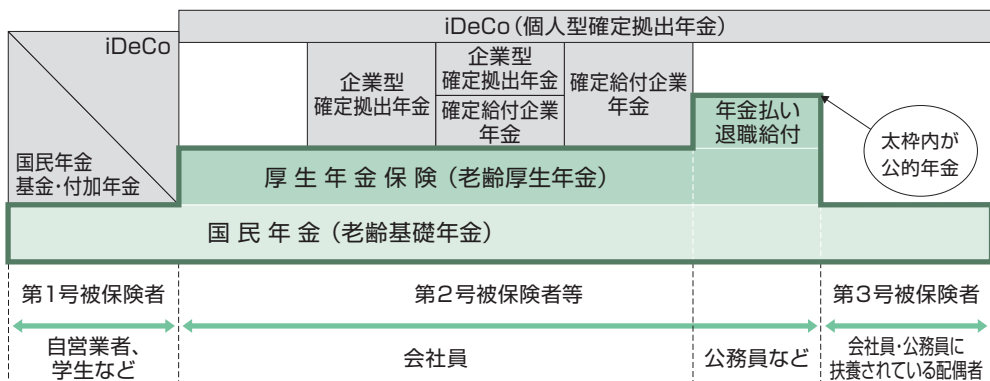 iDeCo（個人型確定拠出年金）
iDeCo
国民年金
基金・付加年金
企業型
確定拠出年金
企業型
確定拠出年金
確定給付企業
年金
確定給付企業
年金
年金払い
退職給付
太枠内が
公的年金
厚生年金保険（老齢厚生年金）
国民年金（老齢基礎年金）
第1号被保険者
第2号被保険者等
第3号被保険者
自営業者、
学生など
会社員
公務員など
会社員・公務員に
扶養されている配偶者